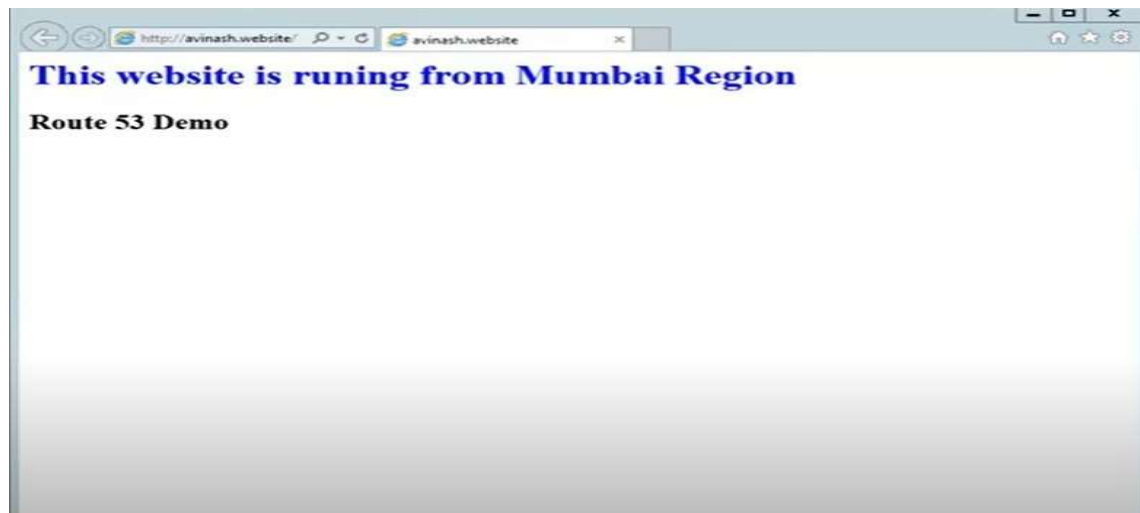 http://avinash.website/
avinash.website
This website is runing from Mumbai Region
Route 53 Demo